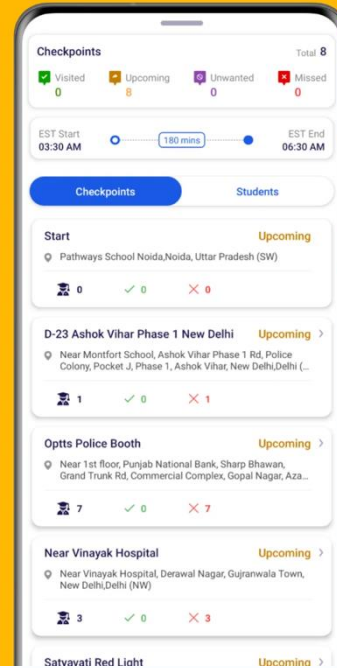 Checkpoints Total 8
Visited Upcoming Unwanted Missed
0 8 0 0
EST Start 180 mins EST End
03:30 AM 06:30 AM
Checkpoints Students
Start Upcoming
Pathways School Noida,Noida, Uttar Pradesh (SW)
0 0 0
D-23 Ashok Vihar Phase 1 New Delhi Upcoming
Near Montfort School, Ashok Vihar Phase 1 Rd, Police
Colony, Pocket J, Phase 1, Ashok Vihar, New Delhi,Delhi (...
1 0 1
Optts Police Booth Upcoming
Near 1st floor, Punjab National Bank, Sharp Bhawan,
Grand Trunk Rd, Commercial Complex, Gopal Nagar, Aza...
7 0 7
Near Vinayak Hospital Upcoming
Near Vinayak Hospital, Derawal Nagar, Gujranwala Town,
New Delhi,Delhi (NW)
3 0 3
Satyavati Red Light Upcoming